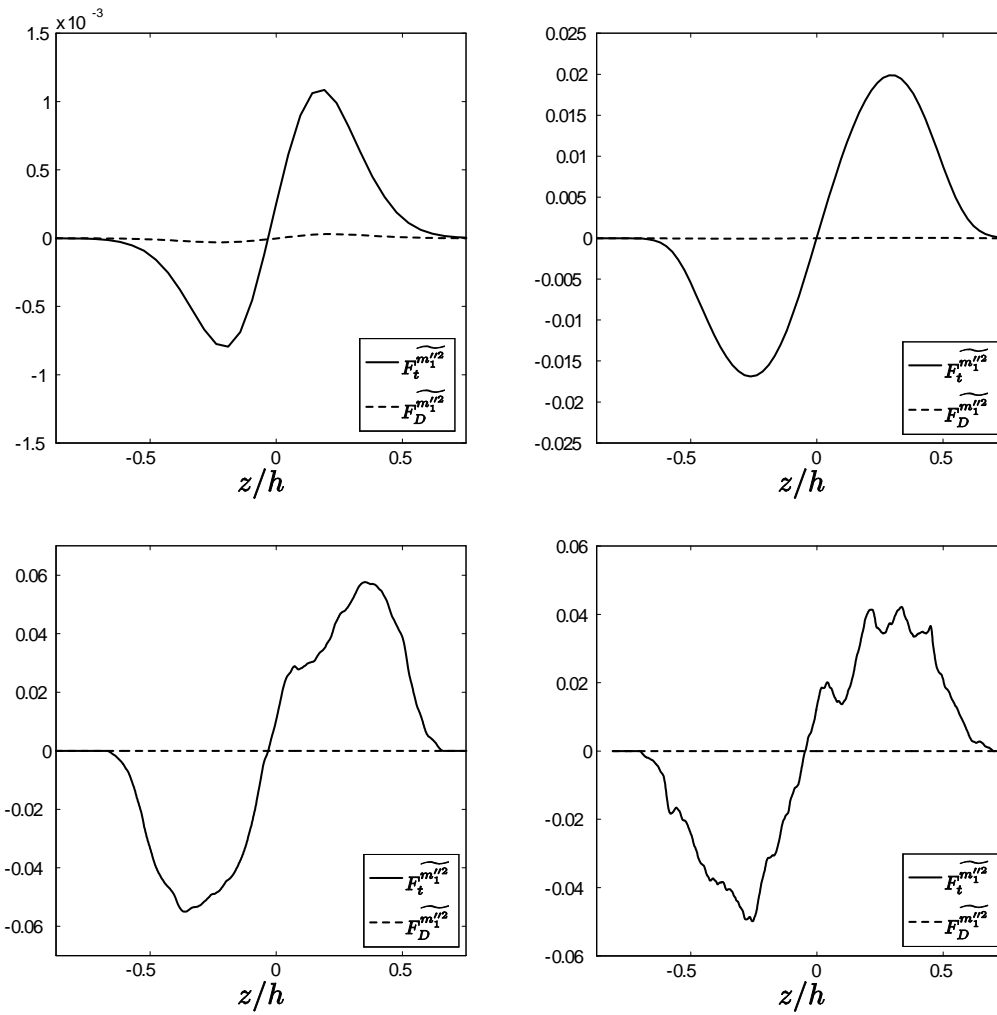 ×10 -3
1.5
1
0.5
0
-0.5
-1
-1.5
-0.5 0 0.5
z/h
F_t^{\widetilde{m_1''^2}}
F_D^{\widetilde{m_1''^2}}
0.025
0.02
0.015
0.01
0.005
0
-0.005
-0.01
-0.015
-0.02
-0.025
-0.5 0 0.5
z/h
F_t^{\widetilde{m_1''^2}}
F_D^{\widetilde{m_1''^2}}
0.06
0.04
0.02
0
-0.02
-0.04
-0.06
-0.5 0 0.5
z/h
F_t^{\widetilde{m_1''^2}}
F_D^{\widetilde{m_1''^2}}
0.06
0.04
0.02
0
-0.02
-0.04
-0.06
-0.5 0 0.5
z/h
F_t^{\widetilde{m_1''^2}}
F_D^{\widetilde{m_1''^2}}